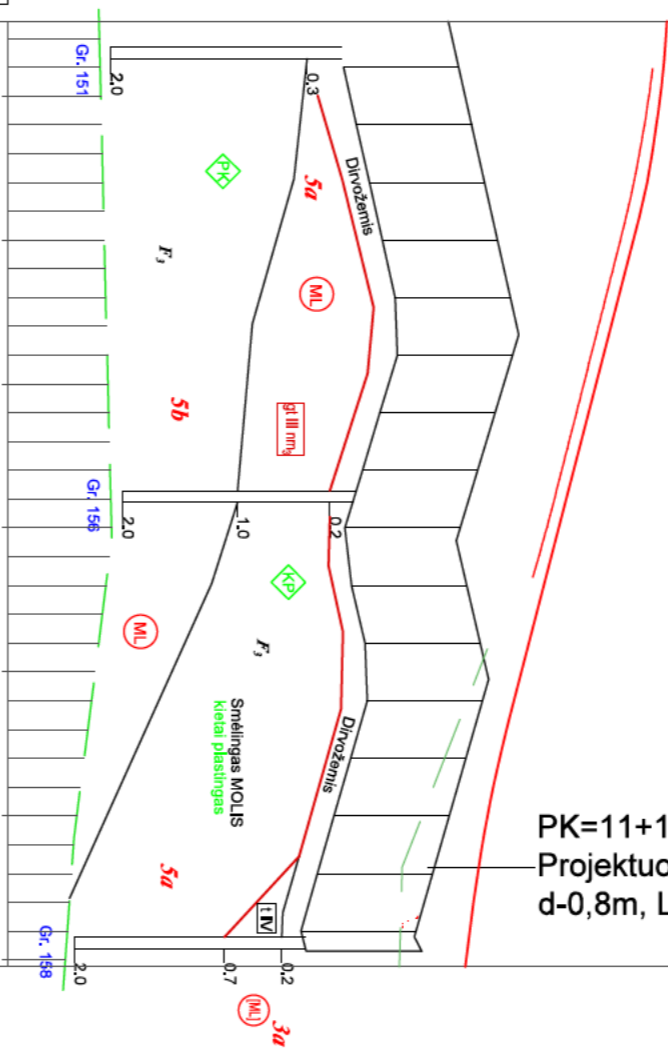 Gr. 151
2.0
0.3
PK
F3
5a
ML
Dirvožemis
5b
gt III nm3
Gr. 156
2.0
1.0
0.2
KP
ML
F3
Smėlingas MOLIS
kietai plastingas
Dirvožemis
5a
t IV
Gr. 158
2.0
0.7
0.2
[ML]
3a
PK=11+1
Projektuo
d-0,8m, L